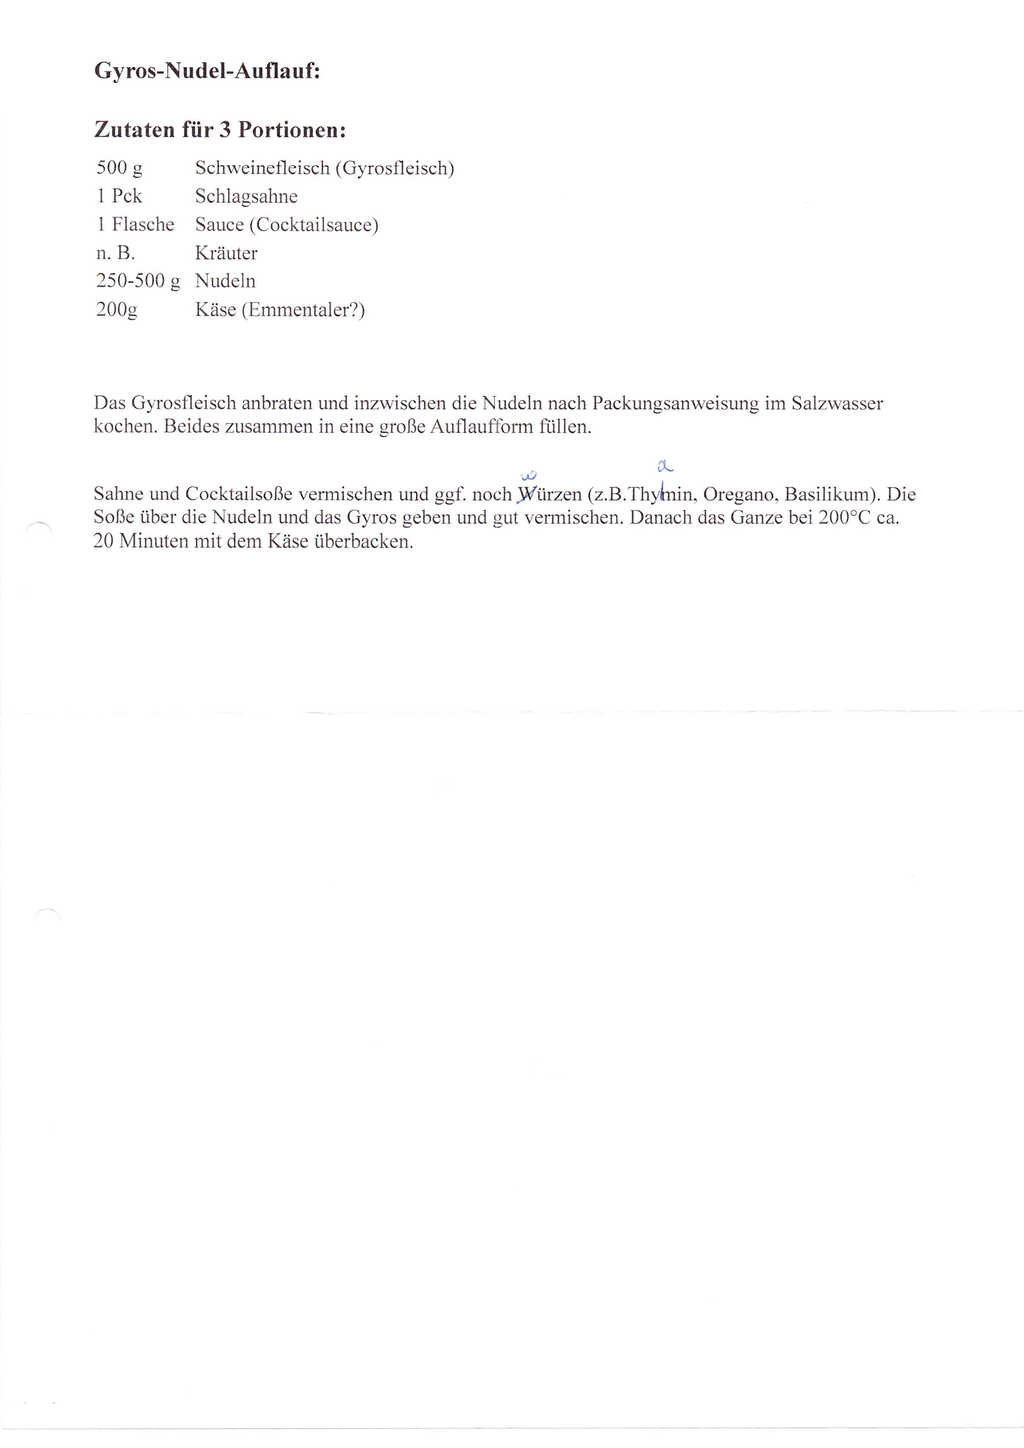 Gyros-Nudel-Auflauf:
Zutaten für 3 Portionen:
500 g Schweinefleisch (Gyrosfleisch)
1 Pck Schlagsahne
1 Flasche Sauce (Cocktailsauce)
n. B. Kräuter
250-500 g Nudeln
200g Käse (Emmentaler?)
Das Gyrosfleisch anbraten und inzwischen die Nudeln nach Packungsanweisung im Salzwasser
kochen. Beides zusammen in eine große Auflaufform füllen.
w a
Sahne und Cocktailsoße vermischen und ggf. noch Würzen (z.B.Thymin, Oregano, Basilikum). Die
Soße über die Nudeln und das Gyros geben und gut vermischen. Danach das Ganze bei 200°C ca.
20 Minuten mit dem Käse überbacken.